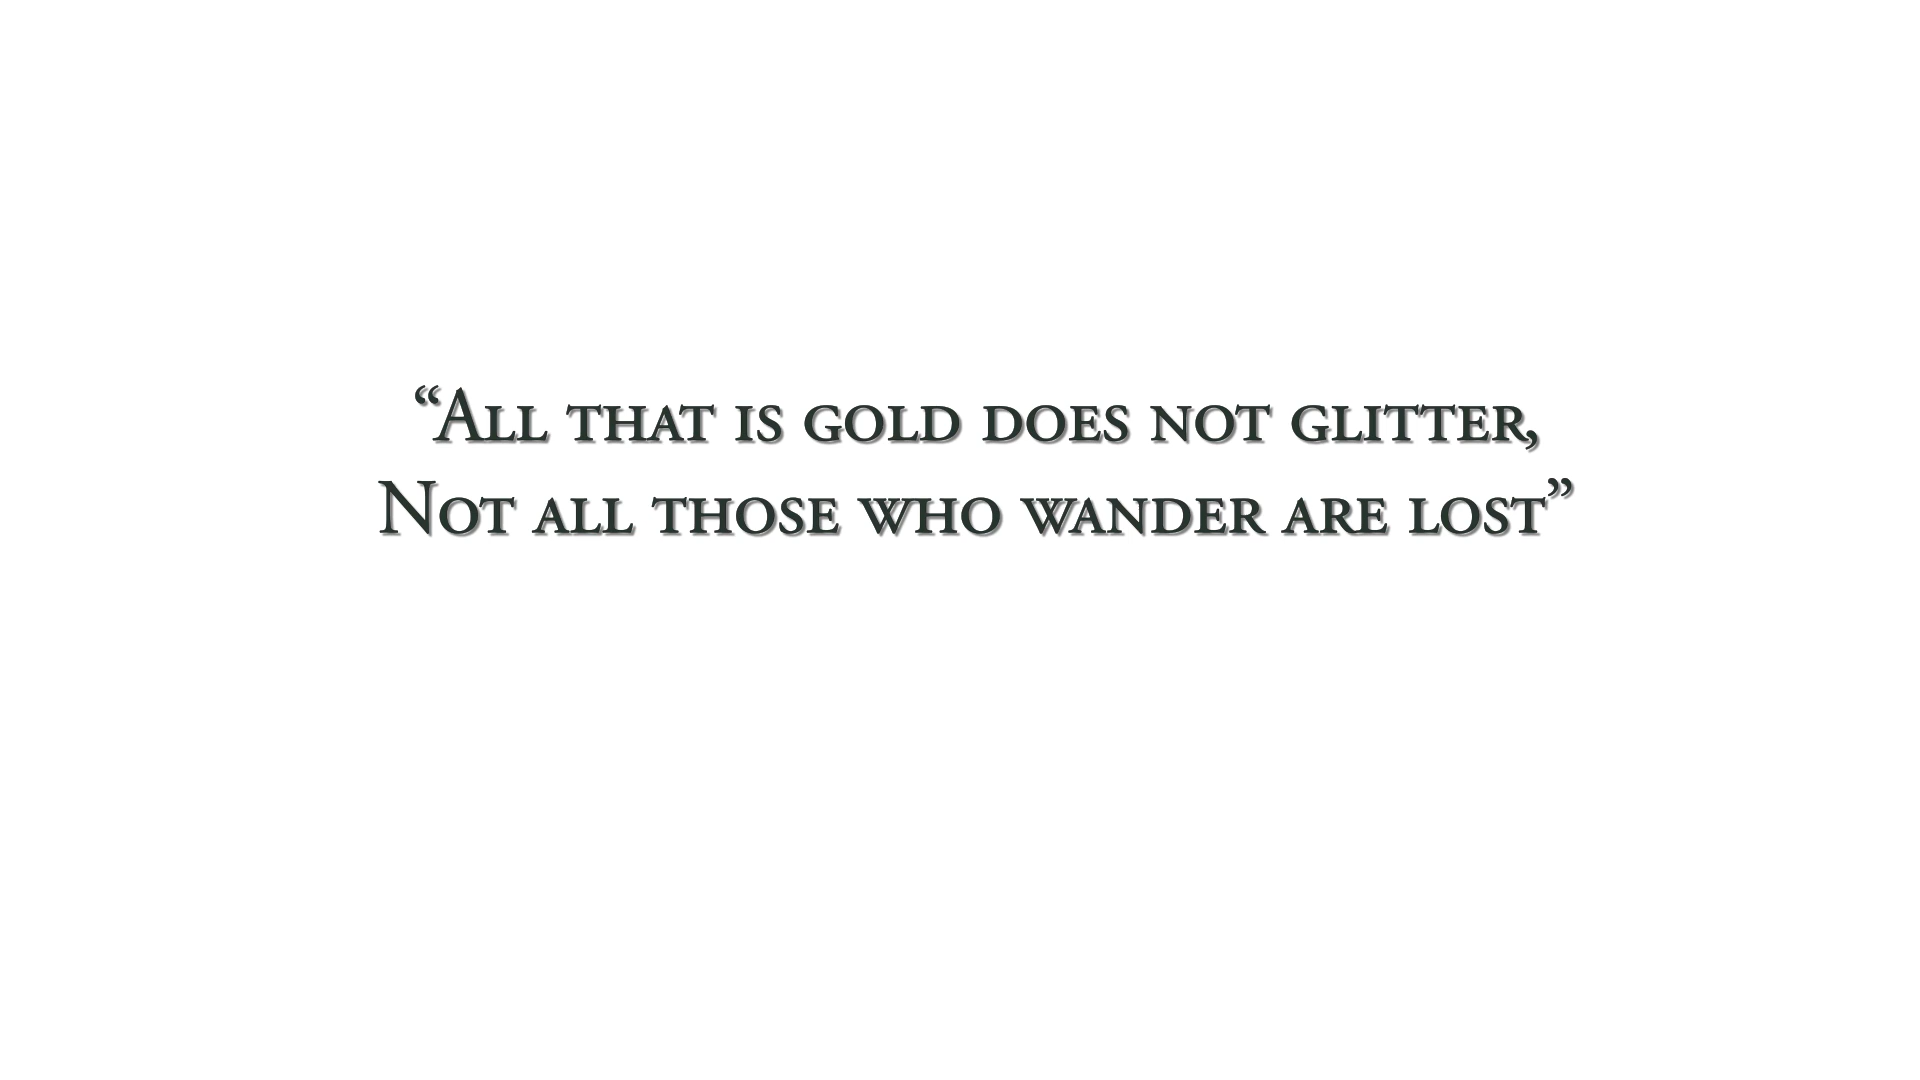 “All that is gold does not glitter,
Not all those who wander are lost”